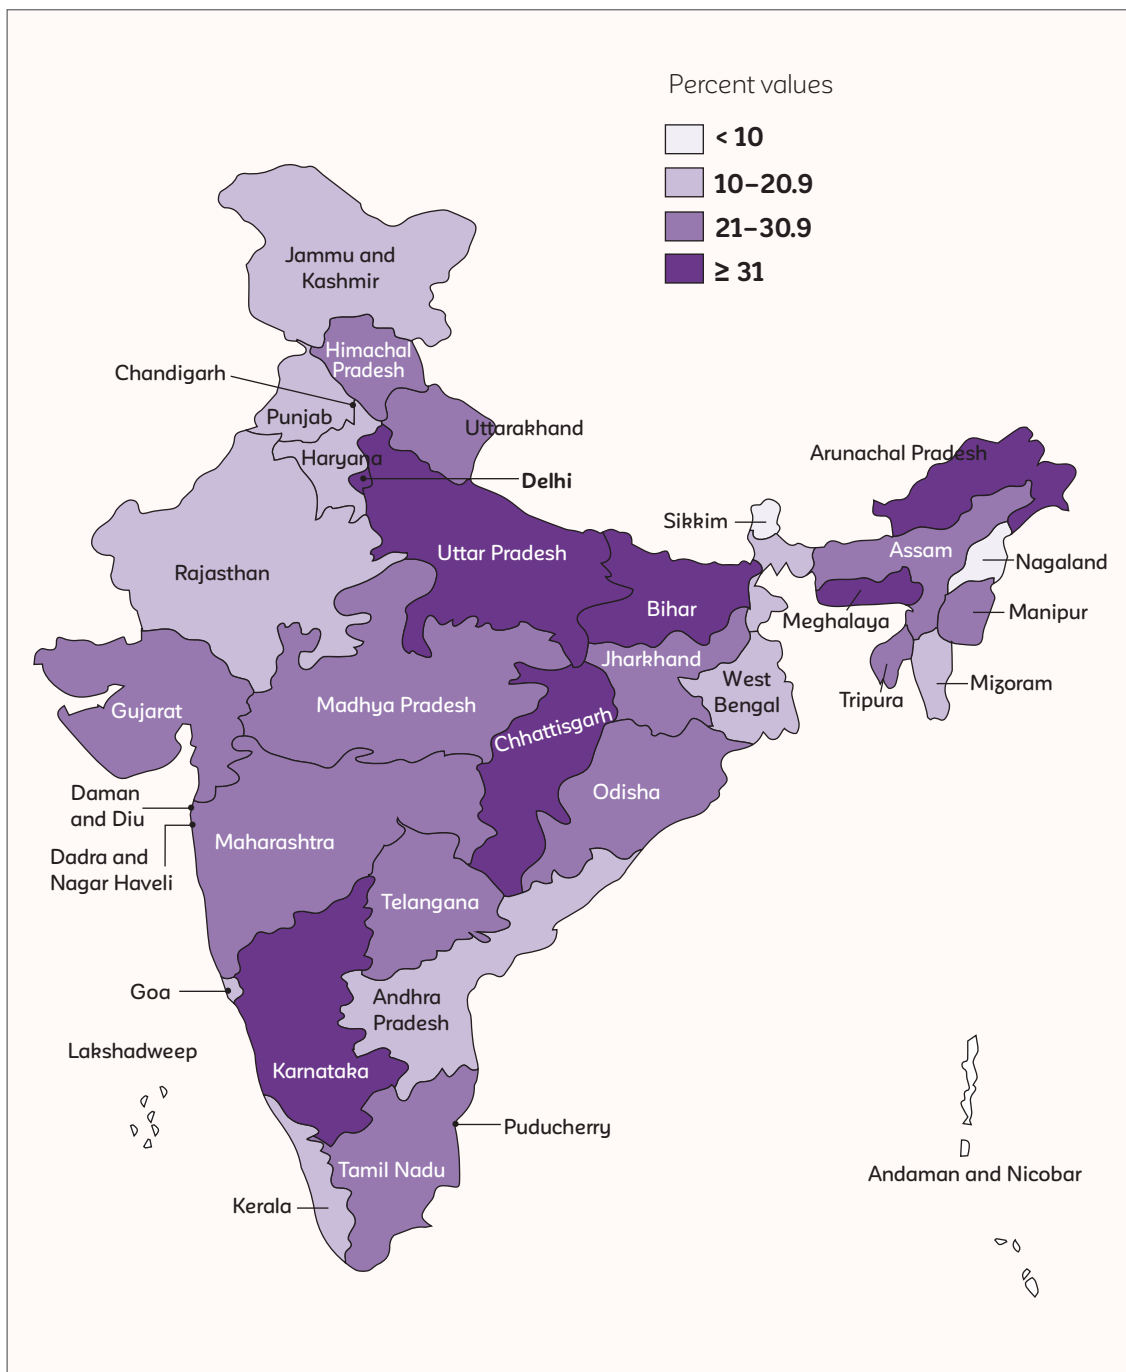 Percent values
< 10
10–20.9
21–30.9
≥ 31
Jammu and
Kashmir
Himachal
Pradesh
Chandigarh
Punjab
Uttarakhand
Haryana
Delhi
Arunachal Pradesh
Sikkim
Uttar Pradesh
Assam
Nagaland
Rajasthan
Bihar
Meghalaya
Manipur
Jharkhand
West
Bengal
Mizoram
Tripura
Gujarat
Madhya Pradesh
Chhattisgarh
Odisha
Daman
and Diu
Maharashtra
Dadra and
Nagar Haveli
Telangana
Goa
Andhra
Pradesh
Lakshadweep
Karnataka
Puducherry
Tamil Nadu
Andaman and Nicobar
Kerala